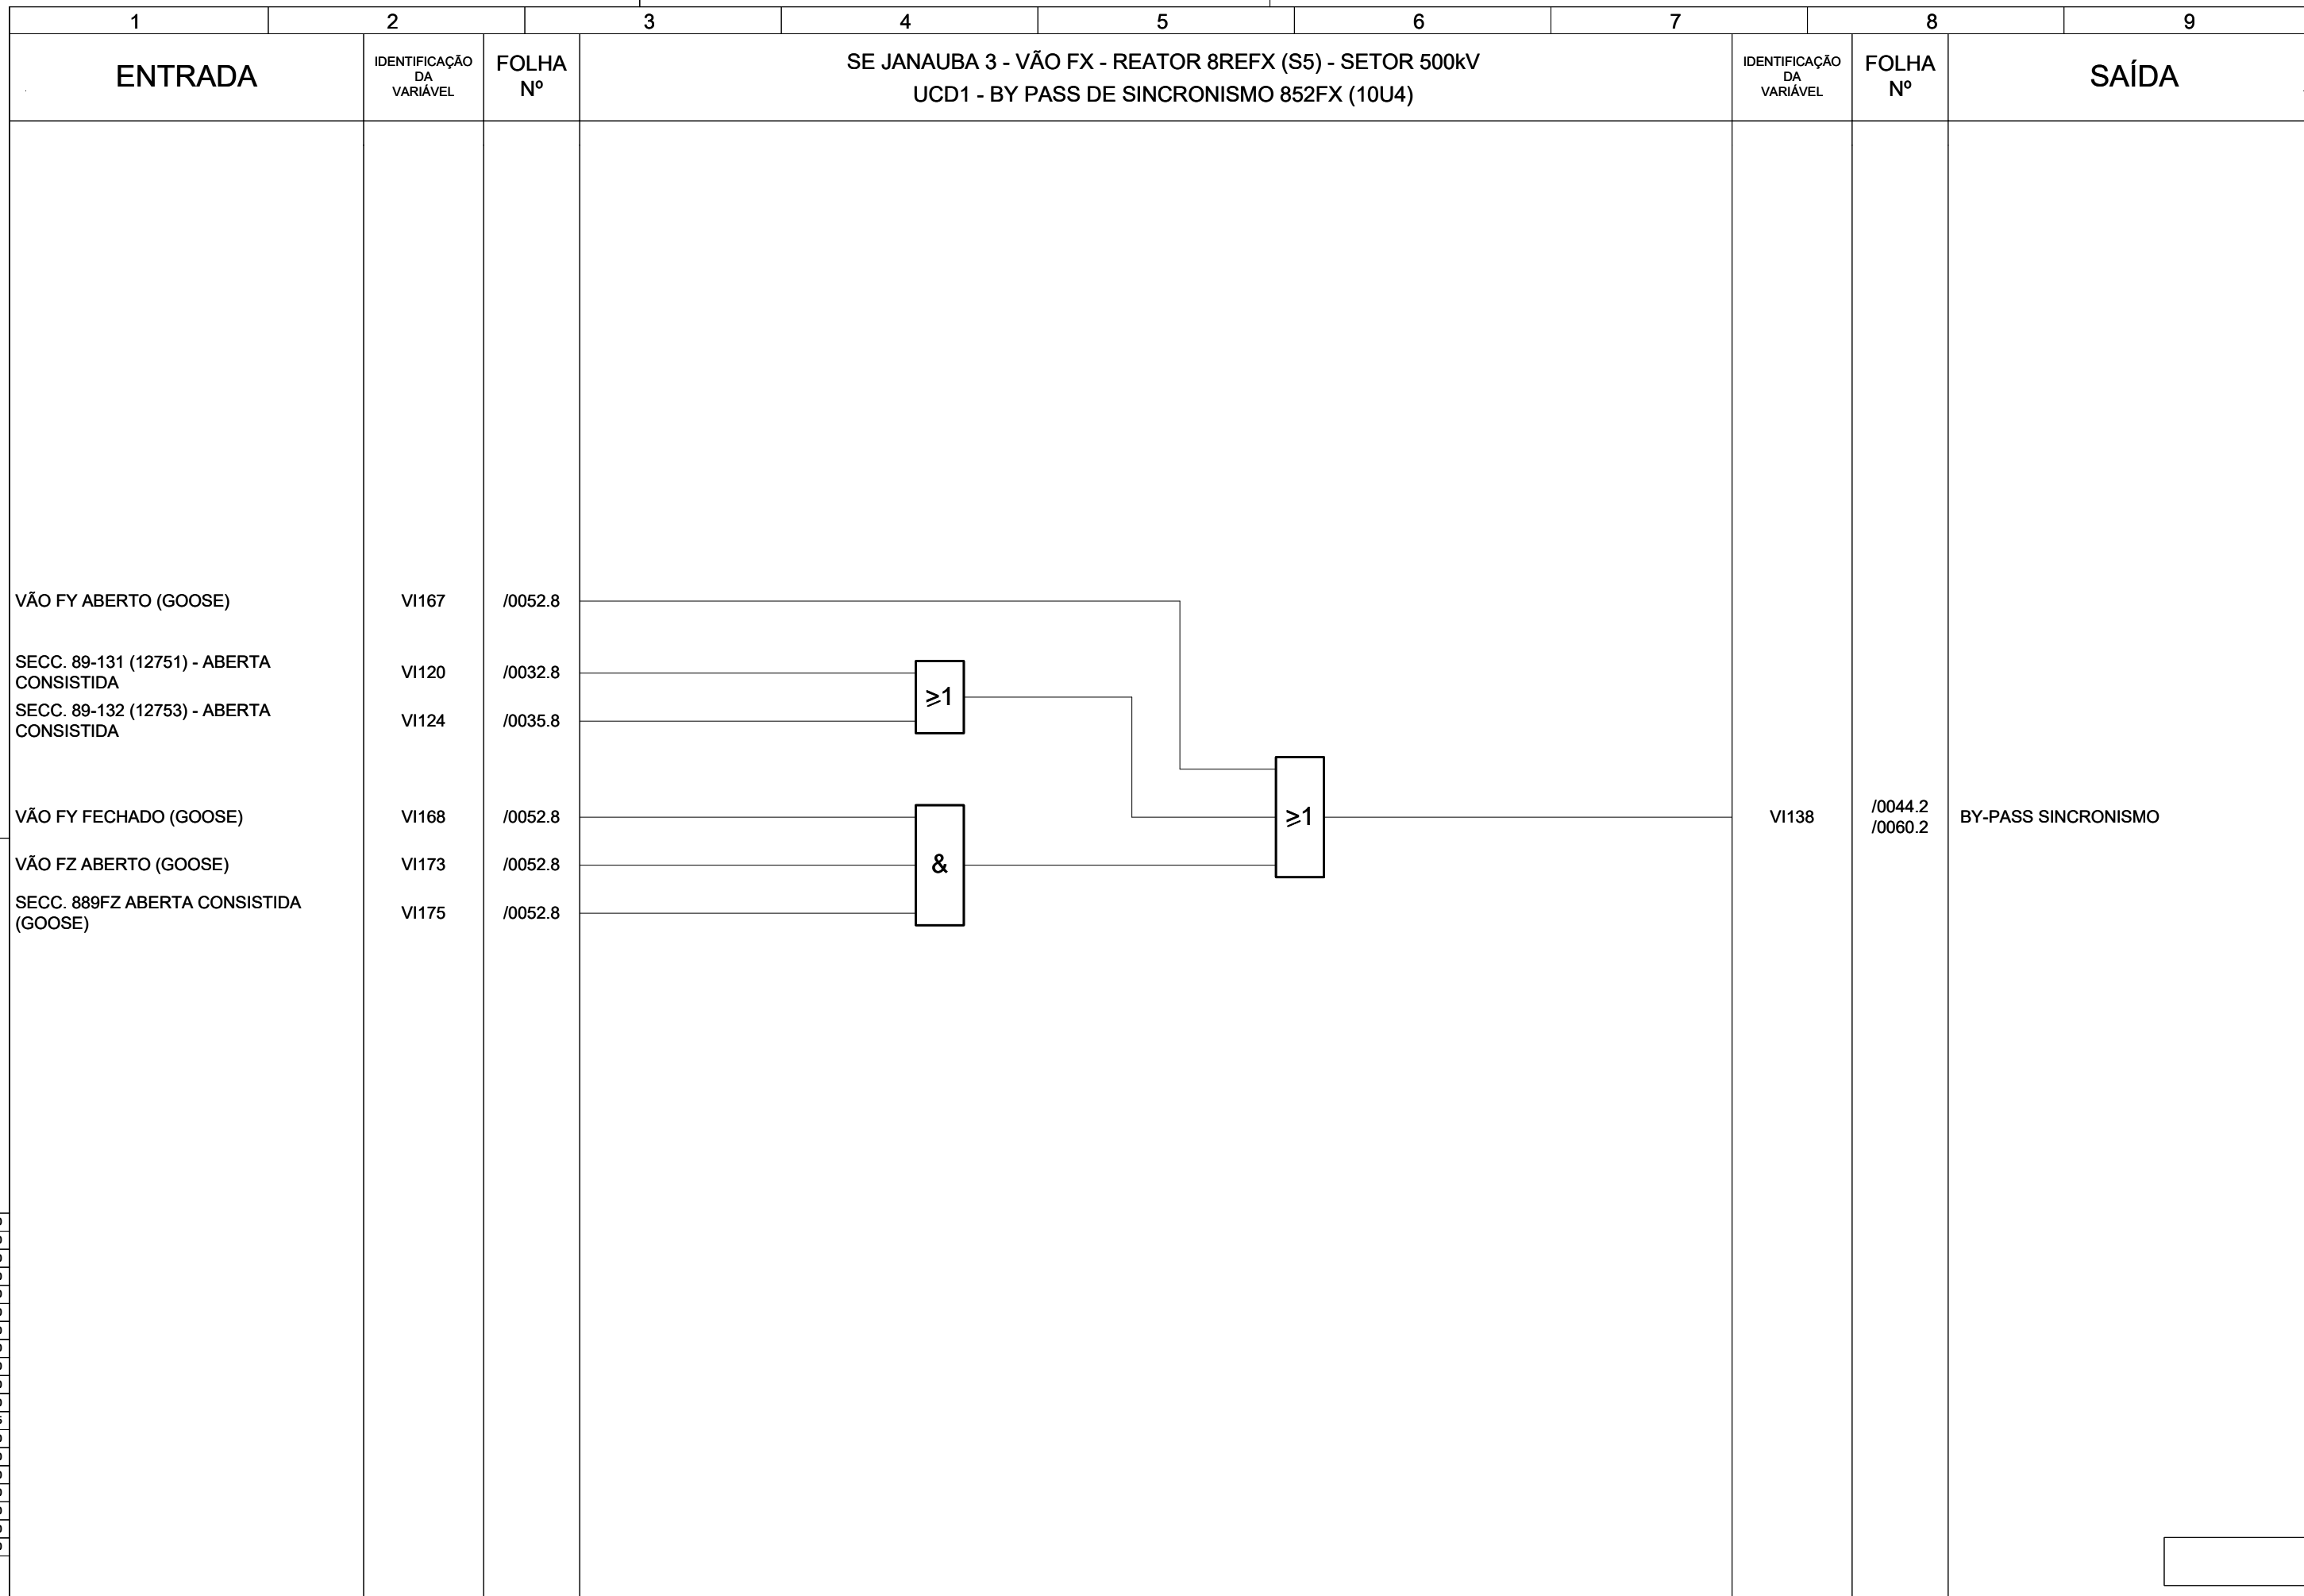 1 2 3 4 5 6 7 8 9
ENTRADA
IDENTIFICAÇÃO
DA
VARIÁVEL
FOLHA
Nº
SE JANAUBA 3 - VÃO FX - REATOR 8REFX (S5) - SETOR 500kV
UCD1 - BY PASS DE SINCRONISMO 852FX (10U4)
IDENTIFICAÇÃO
DA
VARIÁVEL
FOLHA
Nº
SAÍDA
VÃO FY ABERTO (GOOSE) VI167 /0052.8
SECC. 89-131 (12751) - ABERTA
CONSISTIDA
VI120 /0032.8
SECC. 89-132 (12753) - ABERTA
CONSISTIDA
VI124 /0035.8
≥1
VÃO FY FECHADO (GOOSE) VI168 /0052.8
VÃO FZ ABERTO (GOOSE) VI173 /0052.8
SECC. 889FZ ABERTA CONSISTIDA
(GOOSE)
VI175 /0052.8
&
≥1
VI138
/0044.2
/0060.2
BY-PASS SINCRONISMO